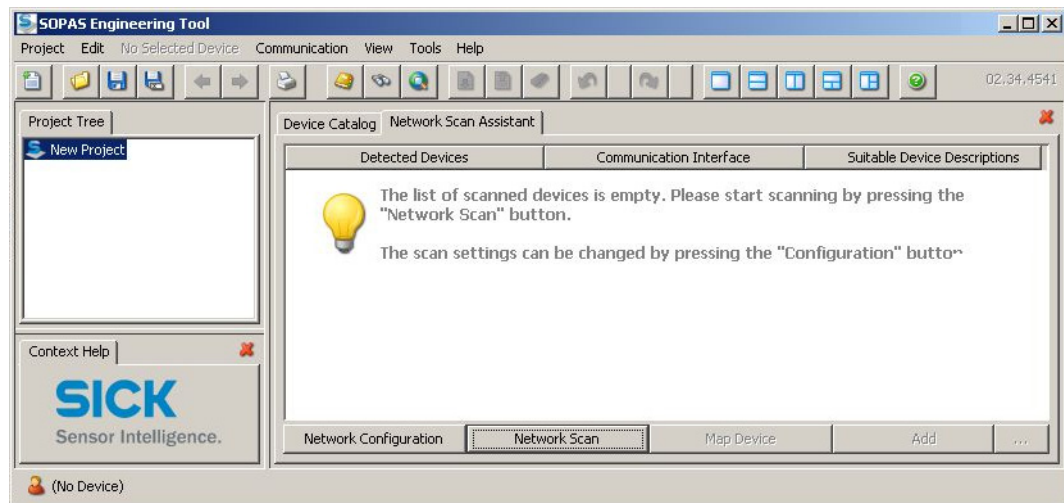 SOPAS Engineering Tool
Project Edit No Selected Device Communication View Tools Help
02.34.4541
Project Tree
New Project
Device Catalog Network Scan Assistant
Detected Devices Communication Interface Suitable Device Descriptions
The list of scanned devices is empty. Please start scanning by pressing the
"Network Scan" button.
The scan settings can be changed by pressing the "Configuration" button
Context Help
SICK
Sensor Intelligence.
Network Configuration Network Scan Map Device Add ...
(No Device)